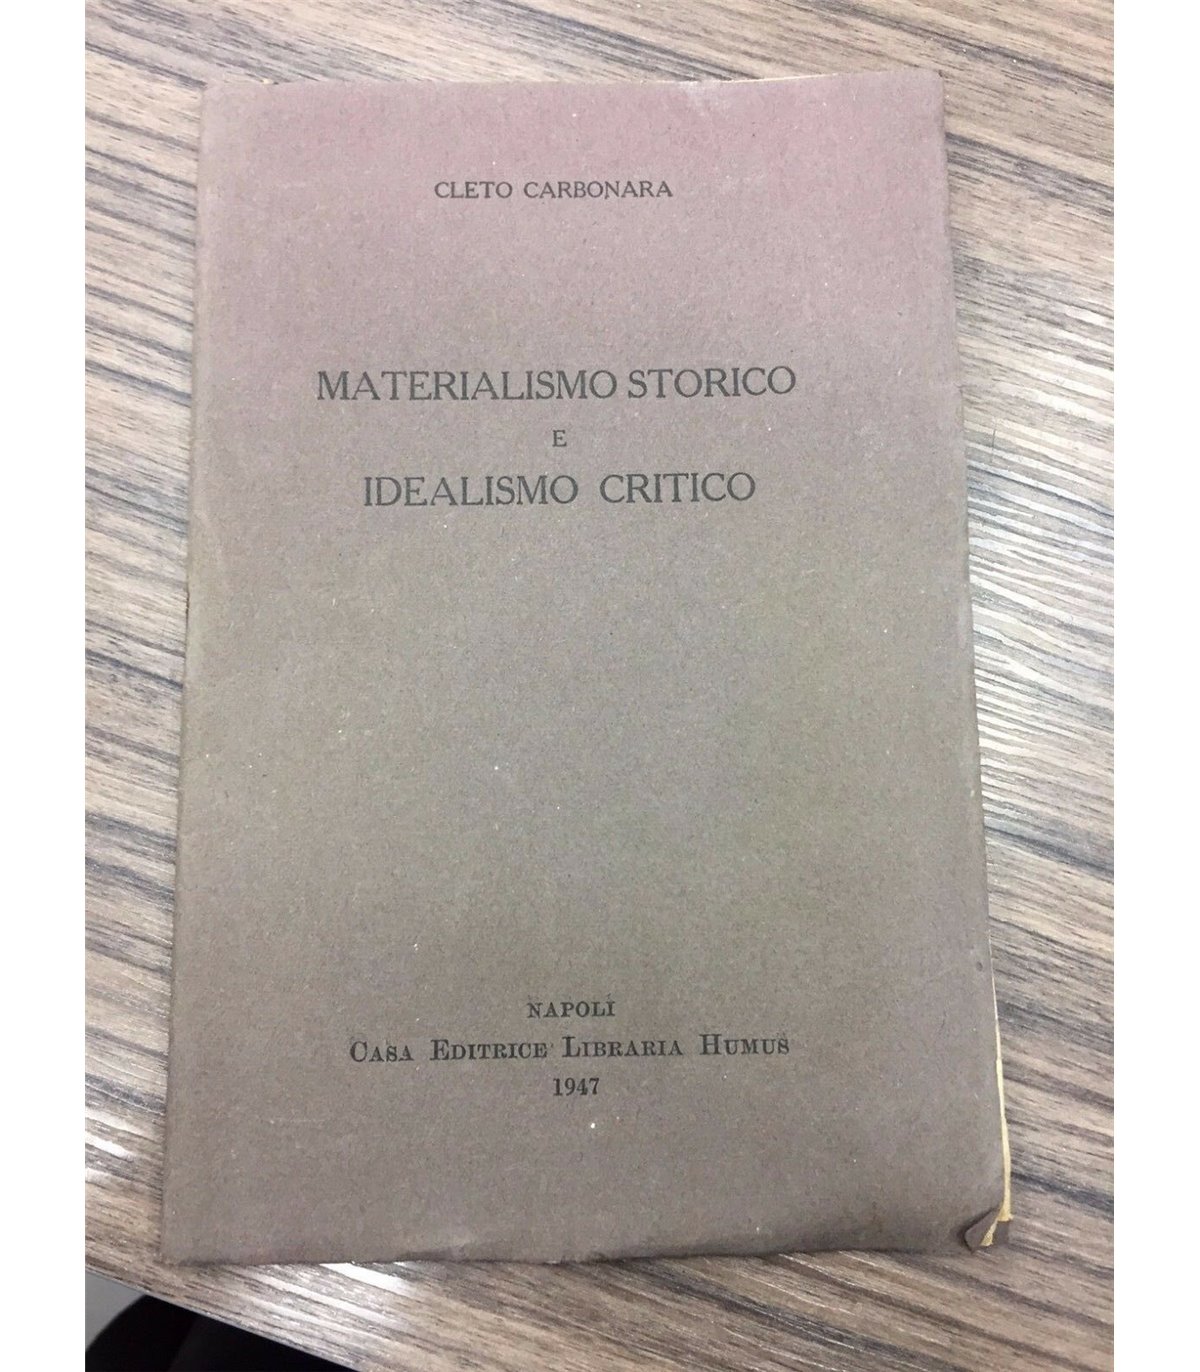 CLETO CARBONARA
MATERIALISMO STORICO
E
IDEALISMO CRITICO
NAPOLI
CASA EDITRICE LIBRARIA HUMUS
1947